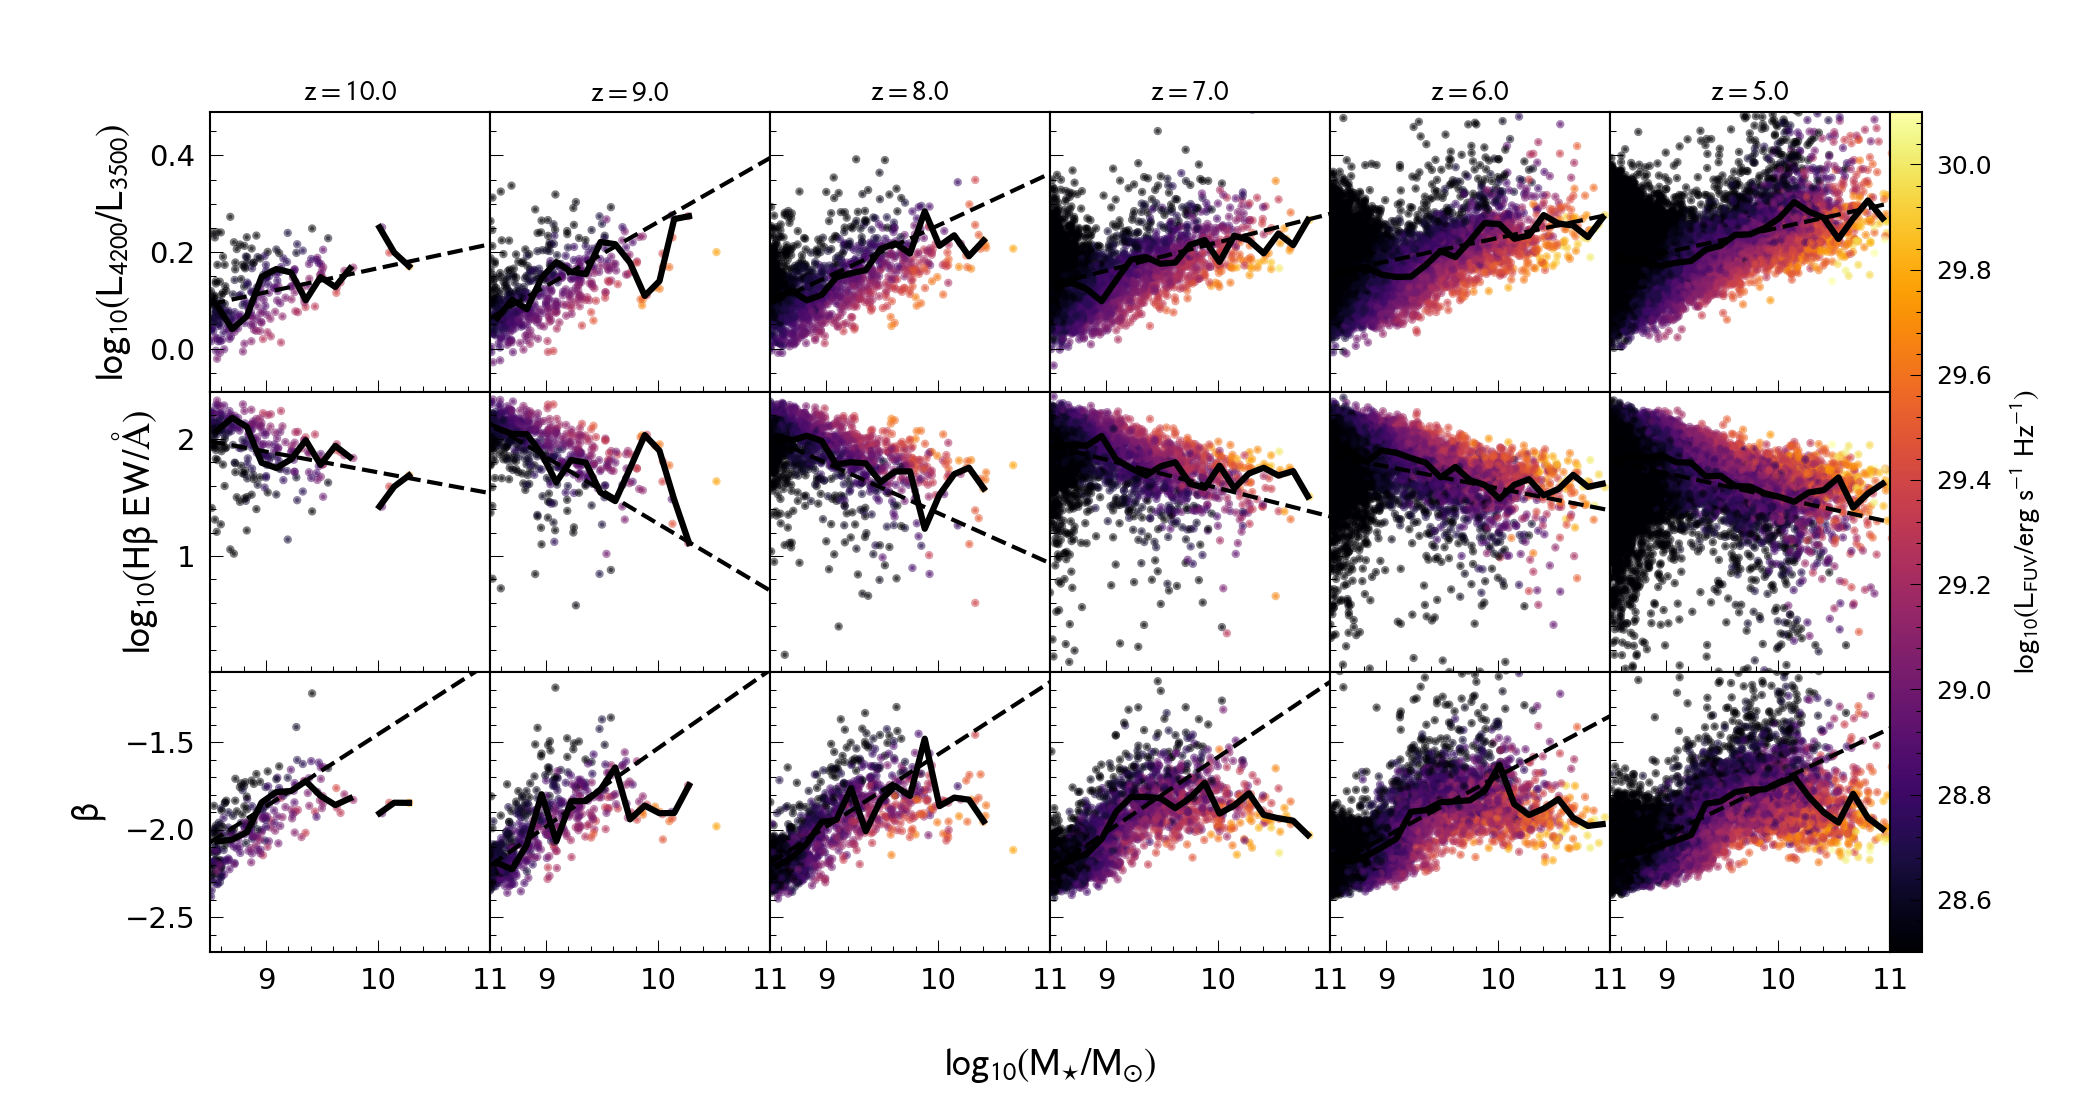 z = 10.0 z = 9.0 z = 8.0 z = 7.0 z = 6.0 z = 5.0
log₁₀(L₄₂₀₀/L₃₅₀₀)
0.4
0.2
0.0
log₁₀(Hβ EW/Å)
2
1
β
−1.5
−2.0
−2.5
9 10 11 9 10 11 9 10 11 9 10 11 9 10 11 9 10 11
log₁₀(M⋆/M⊙)
30.0
29.8
29.6
29.4
29.2
29.0
28.8
28.6
log₁₀(L_FUV/erg s⁻¹ Hz⁻¹)